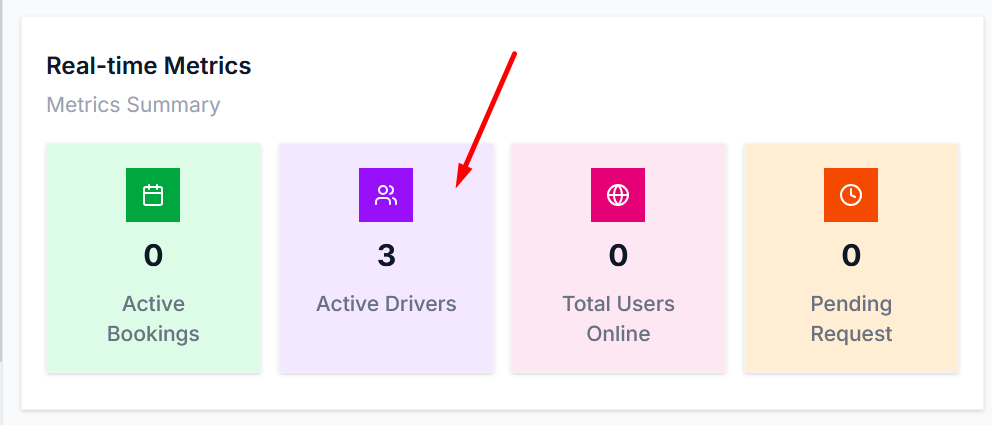 Real-time Metrics
Metrics Summary
0
Active
Bookings
3
Active Drivers
0
Total Users
Online
0
Pending
Request